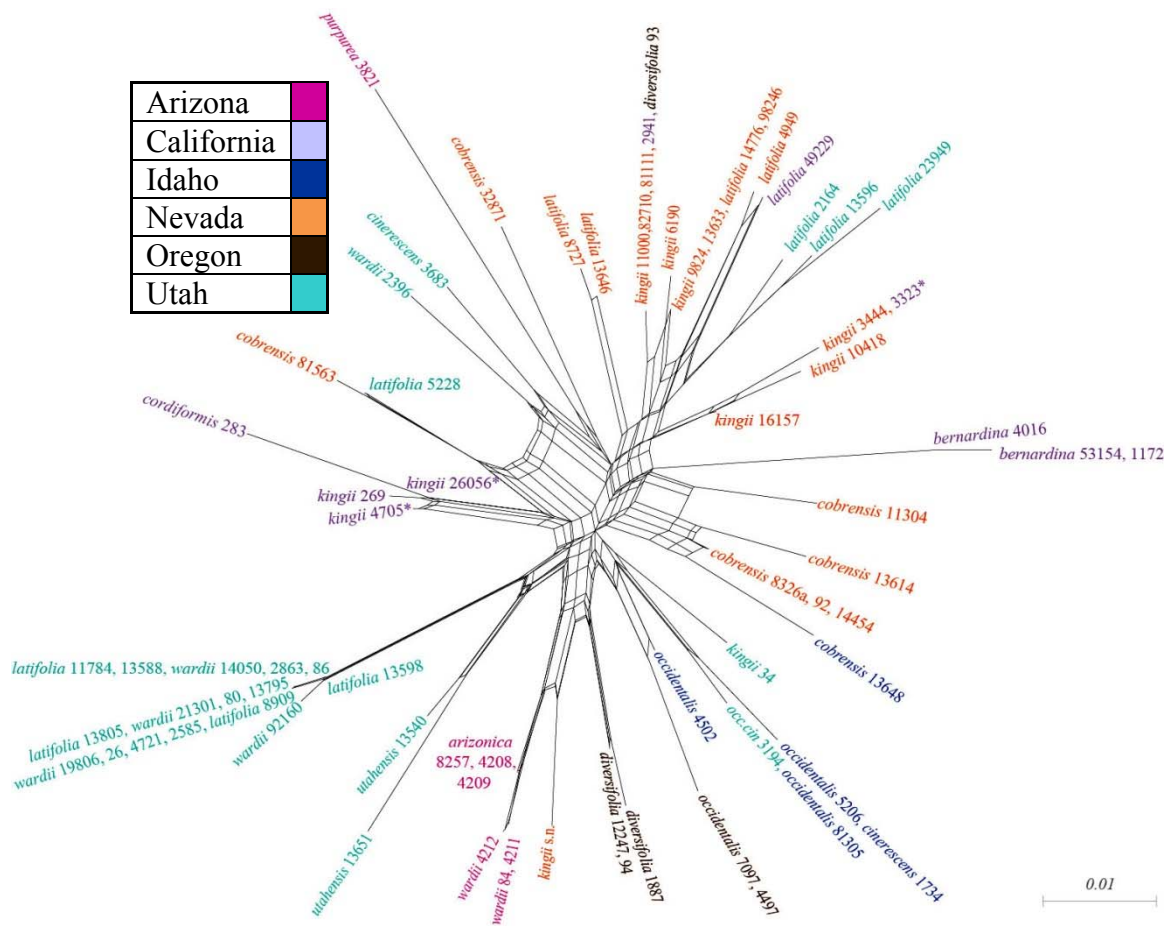 Arizona
California
Idaho
Nevada
Oregon
Utah
purpurea 3821
cobrensis 32871
cinerescens 3683
wardii 2396
latifolia 8727
latifolia 13646
kingii 11000,82710, 81111, 2941, diversifolia 93
kingii 6190
kingii 9824, 13633, latifolia 14776, 98246
latifolia 4949
latifolia 49229
latifolia 2164
latifolia 13596
latifolia 23949
kingii 3444, 3323*
kingii 10418
kingii 16157
bernardina 4016
bernardina 53154, 1172
cobrensis 11304
cobrensis 13614
cobrensis 8326a, 92, 14454
cobrensis 13648
kingii 34
occidentalis 4502
occ.cin 3194, occidentalis 81305
occidentalis 5206, cinerescens 1734
occidentalis 7097, 4497
diversifolia 1887
diversifolia 12247, 94
kingii s.n.
wardii 84, 4211
wardii 4212
arizonica
8257, 4208,
4209
utahensis 13651
utahensis 13540
latifolia 13598
wardii 92160
wardii 19806, 26, 4721, 2585, latifolia 8909
latifolia 13805, wardii 21301, 80, 13795
latifolia 11784, 13588, wardii 14050, 2863, 86
kingii 4705*
kingii 269
kingii 26056*
cordiformis 283
latifolia 5228
cobrensis 81563
0.01